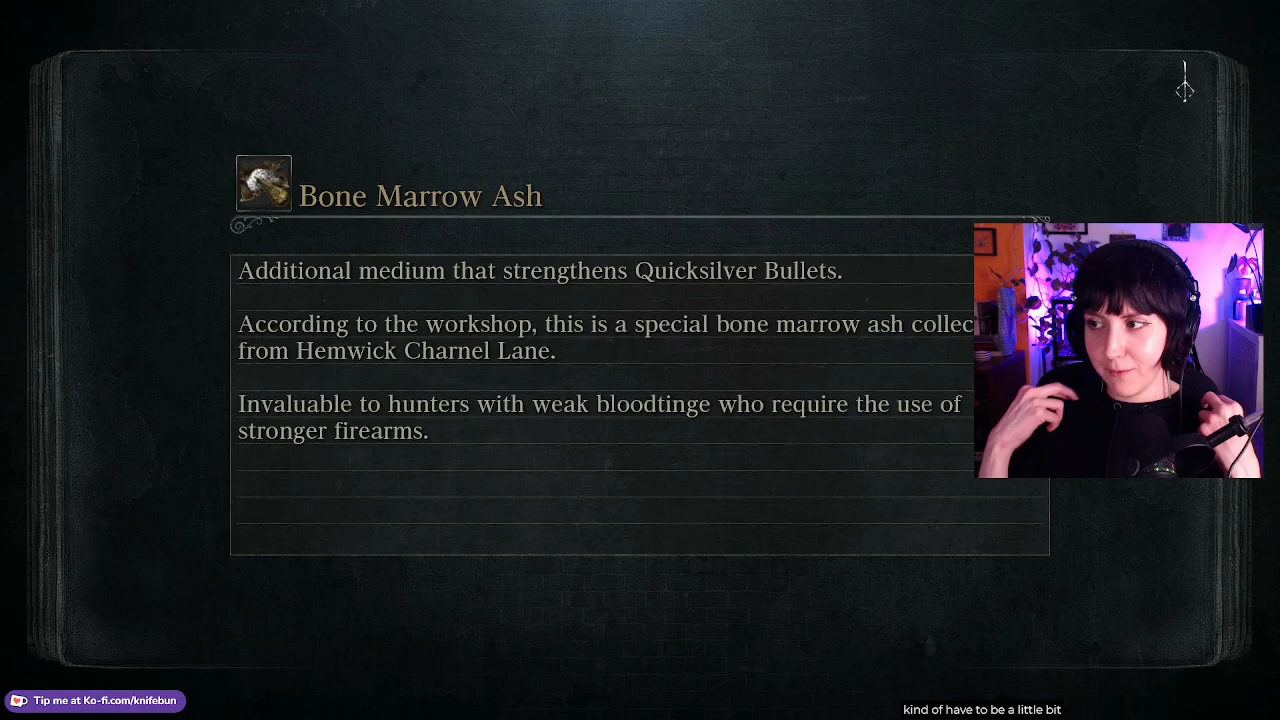 Bone Marrow Ash
Additional medium that strengthens Quicksilver Bullets.
According to the workshop, this is a special bone marrow ash collec
from Hemwick Charnel Lane.
Invaluable to hunters with weak bloodtinge who require the use of
stronger firearms.
Tip me at Ko-fi.com/knifebun
kind of have to be a little bit